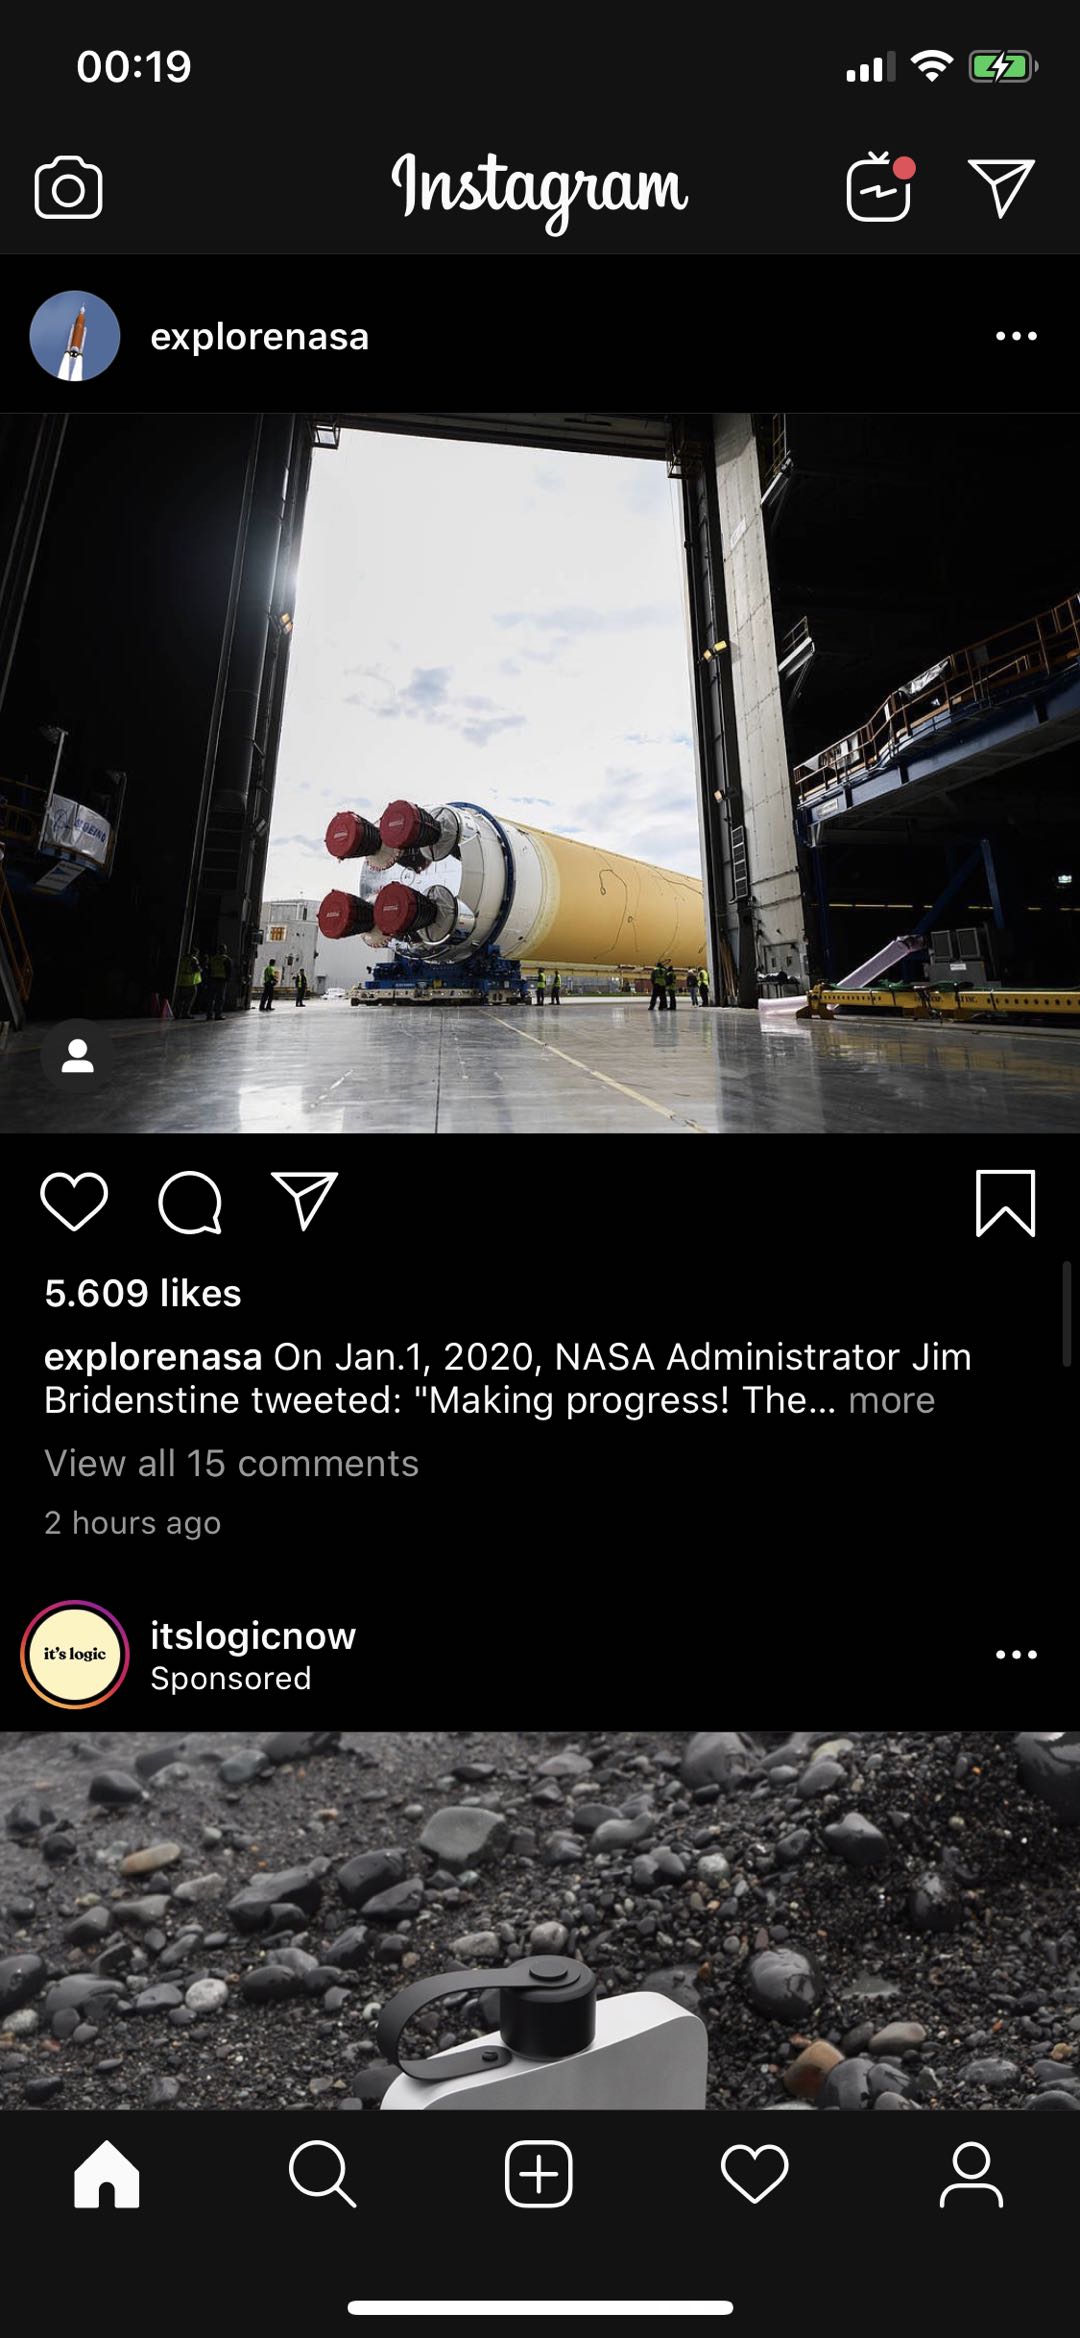 00:19
Instagram
explorenasa
BOEING
5.609 likes
explorenasa On Jan.1, 2020, NASA Administrator Jim
Bridenstine tweeted: "Making progress! The... more
View all 15 comments
2 hours ago
it's logic
itslogicnow
Sponsored